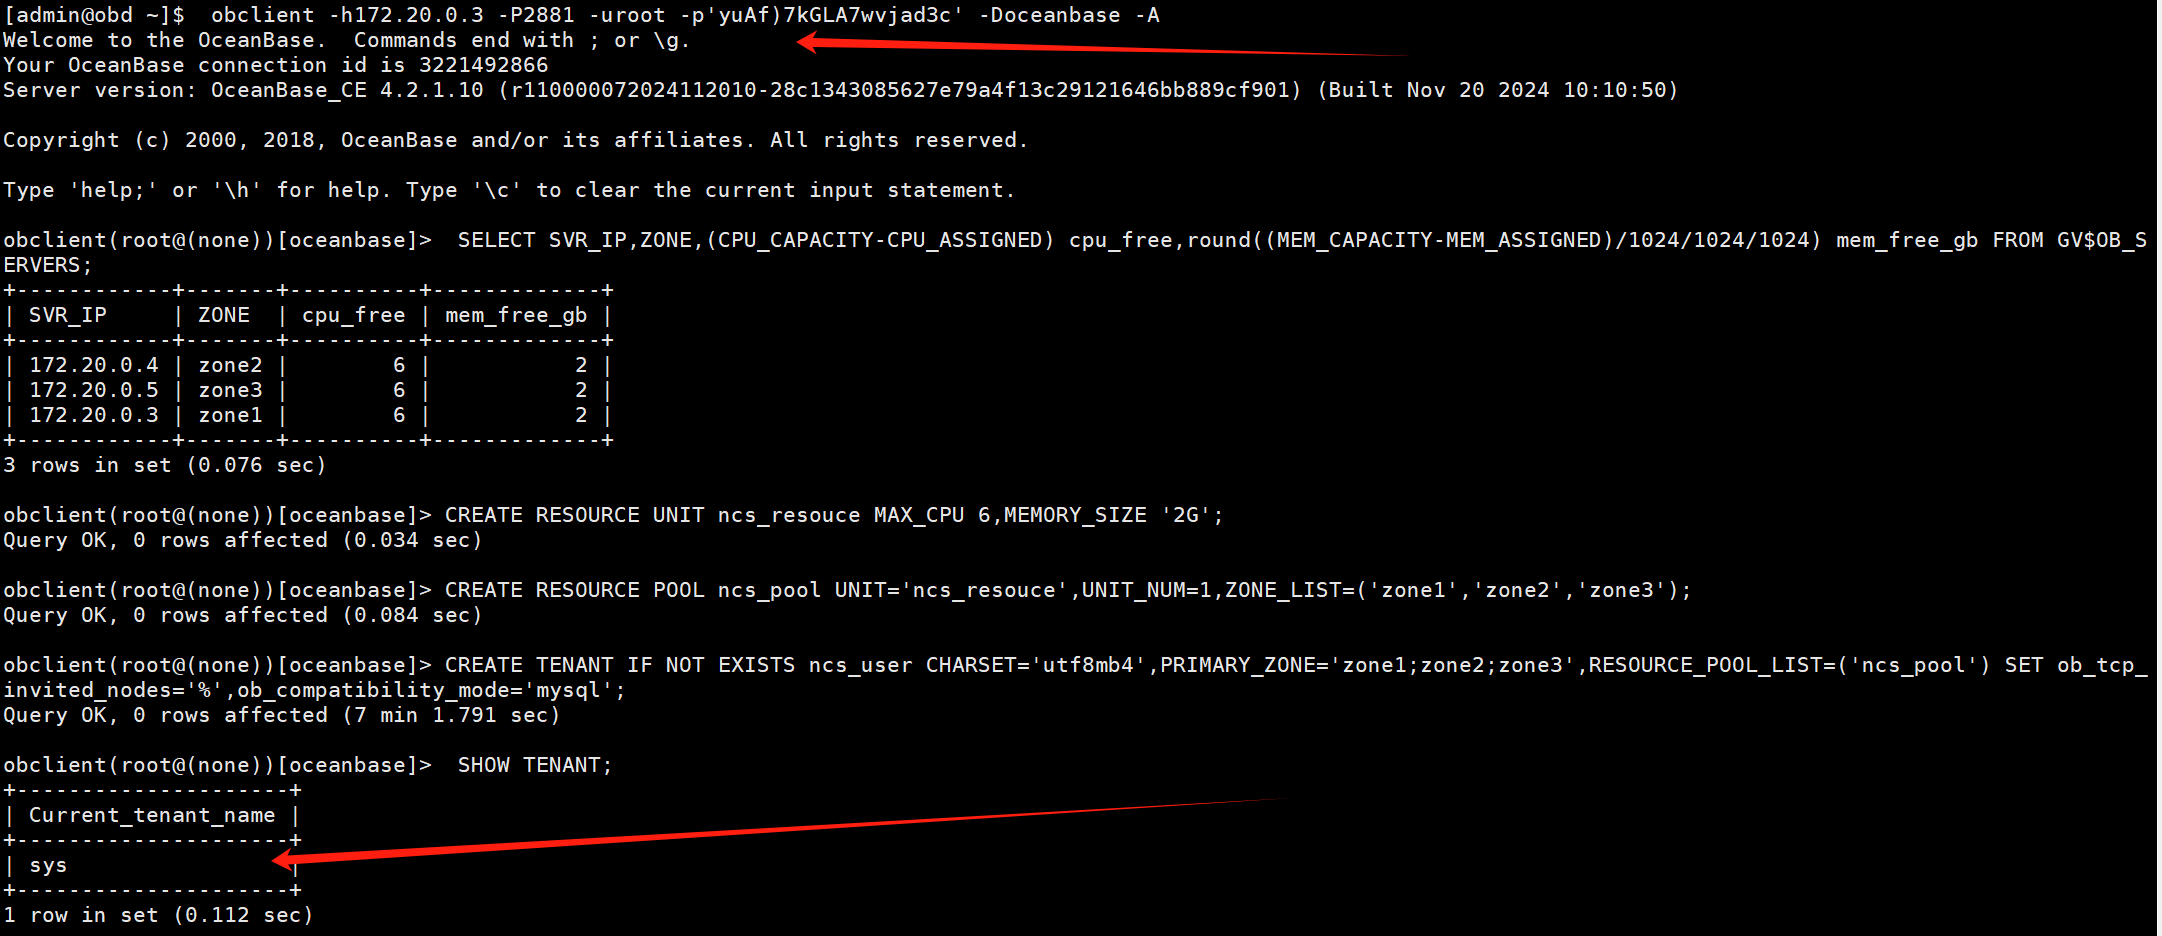 [admin@obd ~]$  obclient -h172.20.0.3 -P2881 -uroot -p'yuAf)7kGLA7wvjad3c' -Doceanbase -A
Welcome to the OceanBase.  Commands end with ; or \g.
Your OceanBase connection id is 3221492866
Server version: OceanBase_CE 4.2.1.10 (r110000072024112010-28c1343085627e79a4f13c29121646bb889cf901) (Built Nov 20 2024 10:10:50)

Copyright (c) 2000, 2018, OceanBase and/or its affiliates. All rights reserved.

Type 'help;' or '\h' for help. Type '\c' to clear the current input statement.

obclient(root@(none))[oceanbase]>  SELECT SVR_IP,ZONE,(CPU_CAPACITY-CPU_ASSIGNED) cpu_free,round((MEM_CAPACITY-MEM_ASSIGNED)/1024/1024/1024) mem_free_gb FROM GV$OB_S
ERVERS;
+------------+-------+----------+-------------+
| SVR_IP     | ZONE  | cpu_free | mem_free_gb |
+------------+-------+----------+-------------+
| 172.20.0.4 | zone2 |        6 |           2 |
| 172.20.0.5 | zone3 |        6 |           2 |
| 172.20.0.3 | zone1 |        6 |           2 |
+------------+-------+----------+-------------+
3 rows in set (0.076 sec)

obclient(root@(none))[oceanbase]> CREATE RESOURCE UNIT ncs_resouce MAX_CPU 6,MEMORY_SIZE '2G';
Query OK, 0 rows affected (0.034 sec)

obclient(root@(none))[oceanbase]> CREATE RESOURCE POOL ncs_pool UNIT='ncs_resouce',UNIT_NUM=1,ZONE_LIST=('zone1','zone2','zone3');
Query OK, 0 rows affected (0.084 sec)

obclient(root@(none))[oceanbase]> CREATE TENANT IF NOT EXISTS ncs_user CHARSET='utf8mb4',PRIMARY_ZONE='zone1;zone2;zone3',RESOURCE_POOL_LIST=('ncs_pool') SET ob_tcp_
invited_nodes='%',ob_compatibility_mode='mysql';
Query OK, 0 rows affected (7 min 1.791 sec)

obclient(root@(none))[oceanbase]>  SHOW TENANT;
+---------------------+
| Current_tenant_name |
+---------------------+
| sys                 |
+---------------------+
1 row in set (0.112 sec)